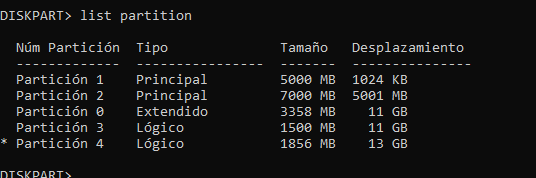 DISKPART> list partition
Núm Partición  Tipo              Tamaño   Desplazamiento
-------------  ----------------  -------  ---------------
Partición 1    Principal         5000 MB  1024 KB
Partición 2    Principal         7000 MB  5001 MB
Partición 0    Extendido         3358 MB    11 GB
Partición 3    Lógico            1500 MB    11 GB
* Partición 4    Lógico            1856 MB    13 GB
DISKPART>